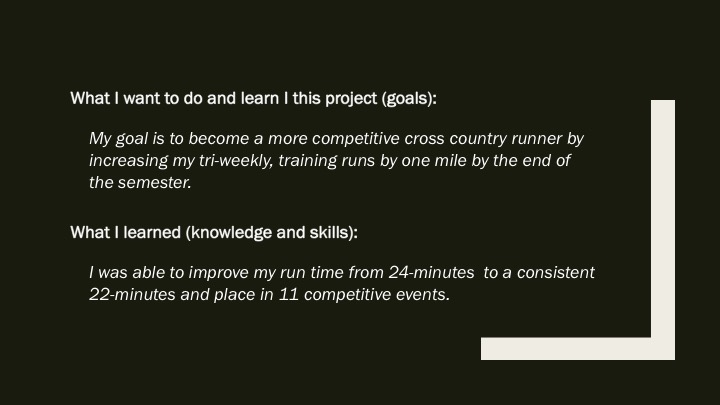 What I want to do and learn I this project (goals):
My goal is to become a more competitive cross country runner by
increasing my tri-weekly, training runs by one mile by the end of
the semester.
What I learned (knowledge and skills):
I was able to improve my run time from 24-minutes  to a consistent
22-minutes and place in 11 competitive events.